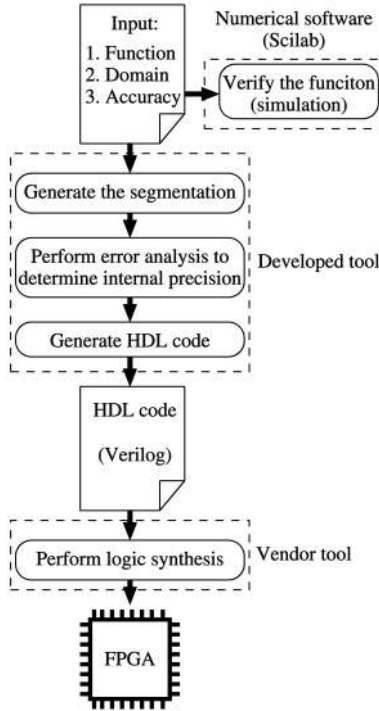 Input:
1. Function
2. Domain
3. Accuracy
Numerical software
(Scilab)
Verify the funciton
(simulation)
Generate the segmentation
Perform error analysis to
determine internal precision
Generate HDL code
Developed tool
HDL code
(Verilog)
Perform logic synthesis
Vendor tool
FPGA